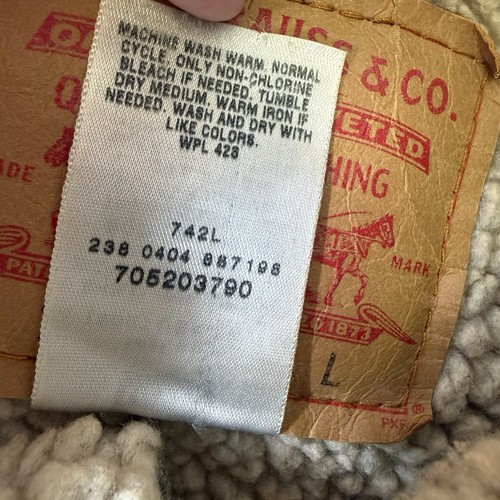 MACHINE WASH WARM, NORMAL
CYCLE. ONLY NON-CHLORINE
BLEACH IF NEEDED. TUMBLE
DRY MEDIUM. WARM IRON IF
NEEDED. WASH AND DRY WITH
LIKE COLORS.
WPL 423
742L
238 0404 887198
705203790
& CO.
MARK
1873
L
®